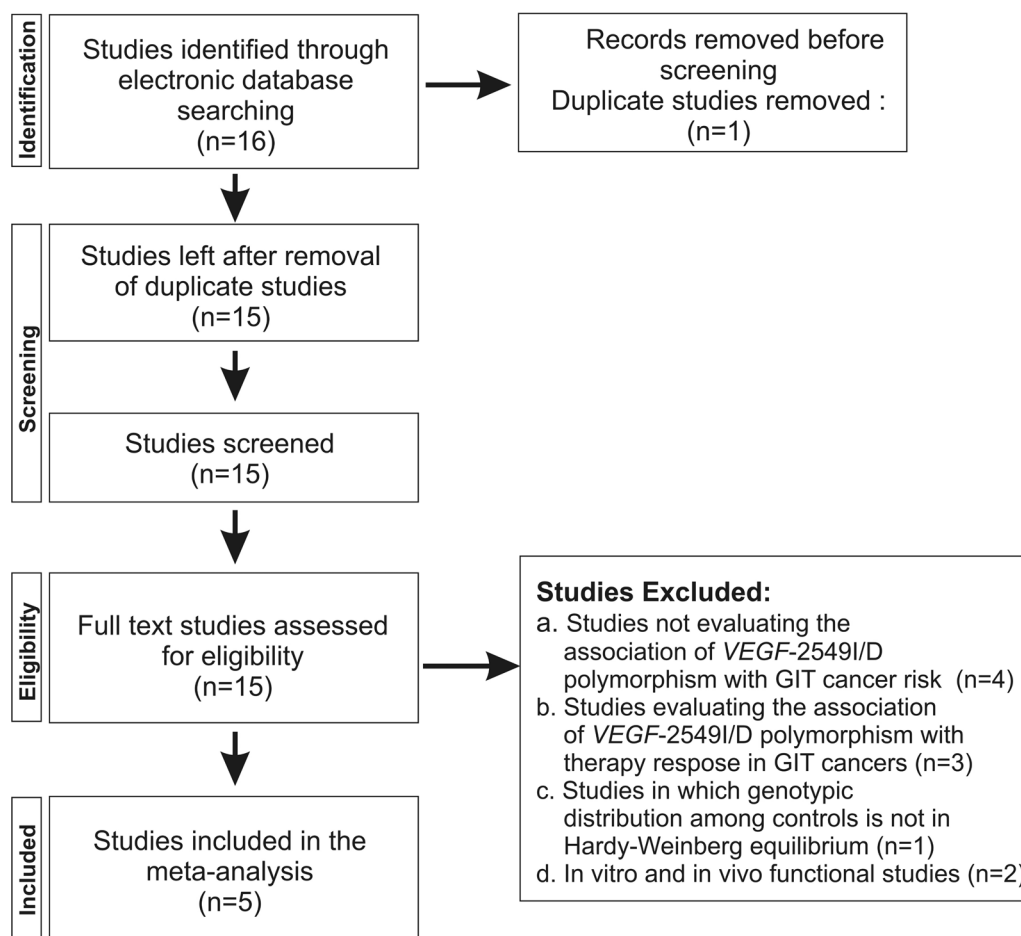 Identification
Studies identified through
electronic database
searching
(n=16)
Records removed before
screening
Duplicate studies removed :
(n=1)
Screening
Studies left after removal
of duplicate studies
(n=15)
Studies screened
(n=15)
Eligibility
Full text studies assessed
for eligibility
(n=15)
Studies Excluded:
a. Studies not evaluating the
association of VEGF-2549I/D
polymorphism with GIT cancer risk (n=4)
b. Studies evaluating the association
of VEGF-2549I/D polymorphism with
therapy respose in GIT cancers (n=3)
c. Studies in which genotypic
distribution among controls is not in
Hardy-Weinberg equilibrium (n=1)
d. In vitro and in vivo functional studies (n=2)
Included
Studies included in the
meta-analysis
(n=5)